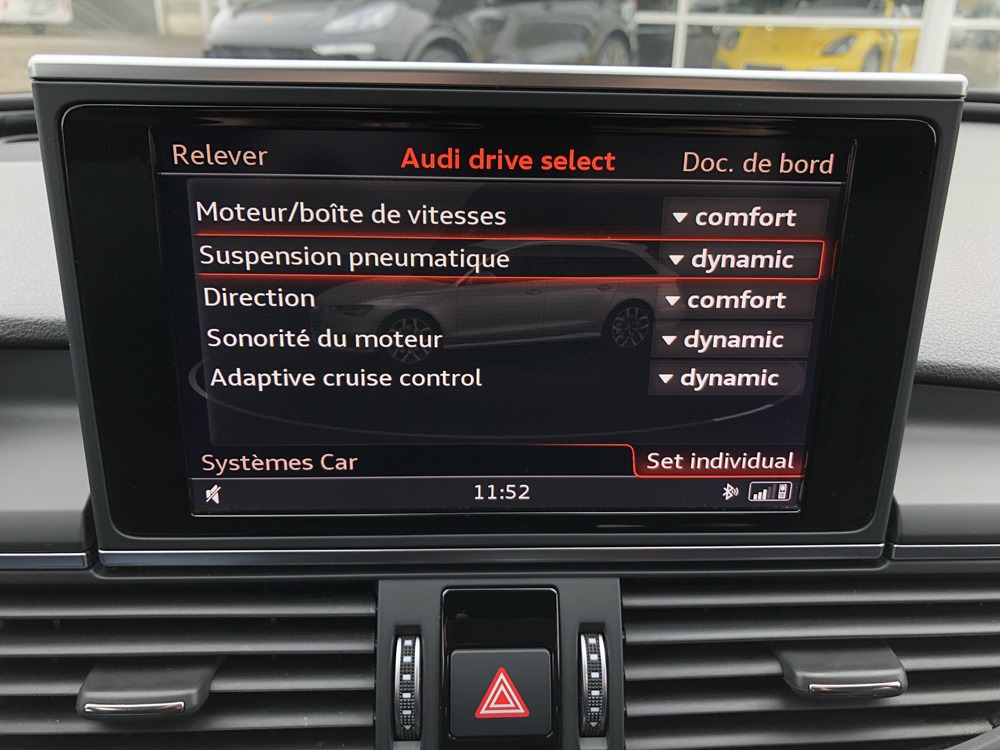 Relever Audi drive select Doc. de bord
Moteur/boîte de vitesses comfort
Suspension pneumatique dynamic
Direction comfort
Sonorité du moteur dynamic
Adaptive cruise control dynamic
Systèmes Car Set individual
11:52